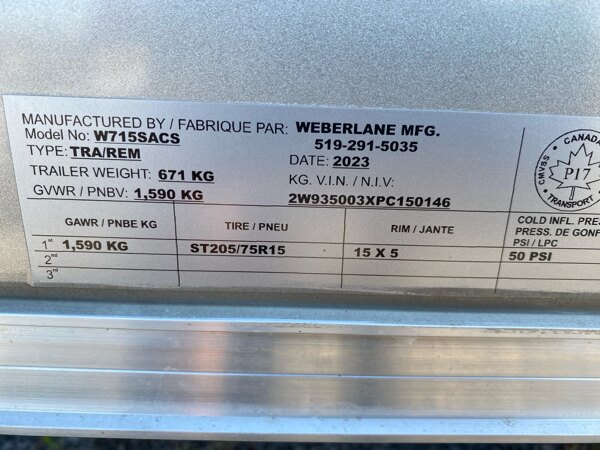 MANUFACTURED BY / FABRIQUE PAR: WEBERLANE MFG.
Model No: W715SACS 519-291-5035
TYPE: TRA/REM DATE: 2023
TRAILER WEIGHT: 671 KG KG. V.I.N. / N.I.V:
GVWR / PNBV: 1,590 KG 2W935003XPC150146
CANADA
CMVSS
P17
TRANSPORT
GAWR / PNBE KG TIRE / PNEU RIM / JANTE COLD INFL. PRES
PRESS. DE GONF
PSI / LPC
1st 1,590 KG ST205/75R15 15 X 5 50 PSI
2nd
3rd